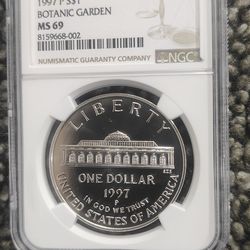 1997 P S$1
BOTANIC GARDEN
MS 69
8159668-002
NGC
NUMISMATIC GUARANTY COMPANY
LIBERTY
ONE DOLLAR
1997
P
IN GOD WE TRUST
UNITED STATES OF AMERICA